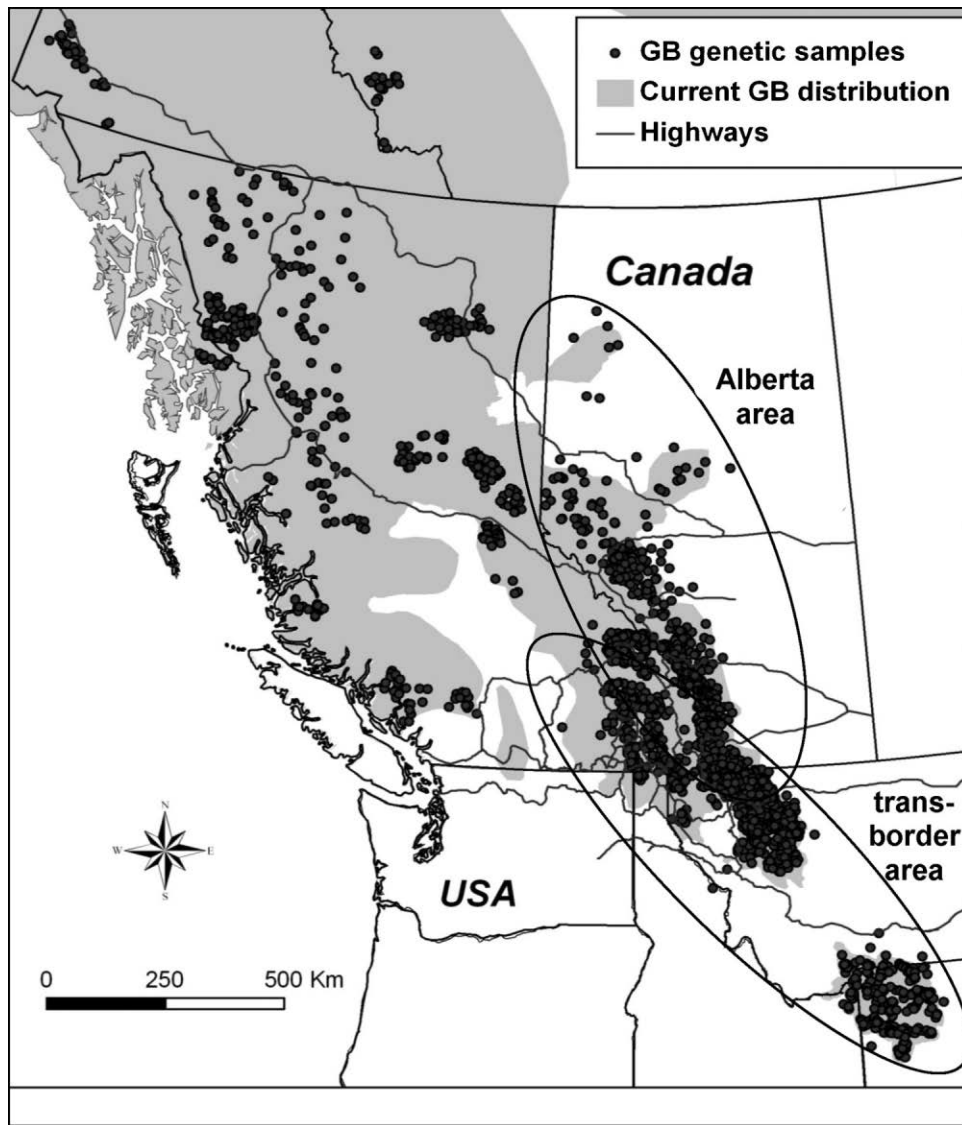 GB genetic samples
Current GB distribution
Highways
Canada
Alberta
area
trans-
border
area
USA
N
W
E
S
0 250 500 Km